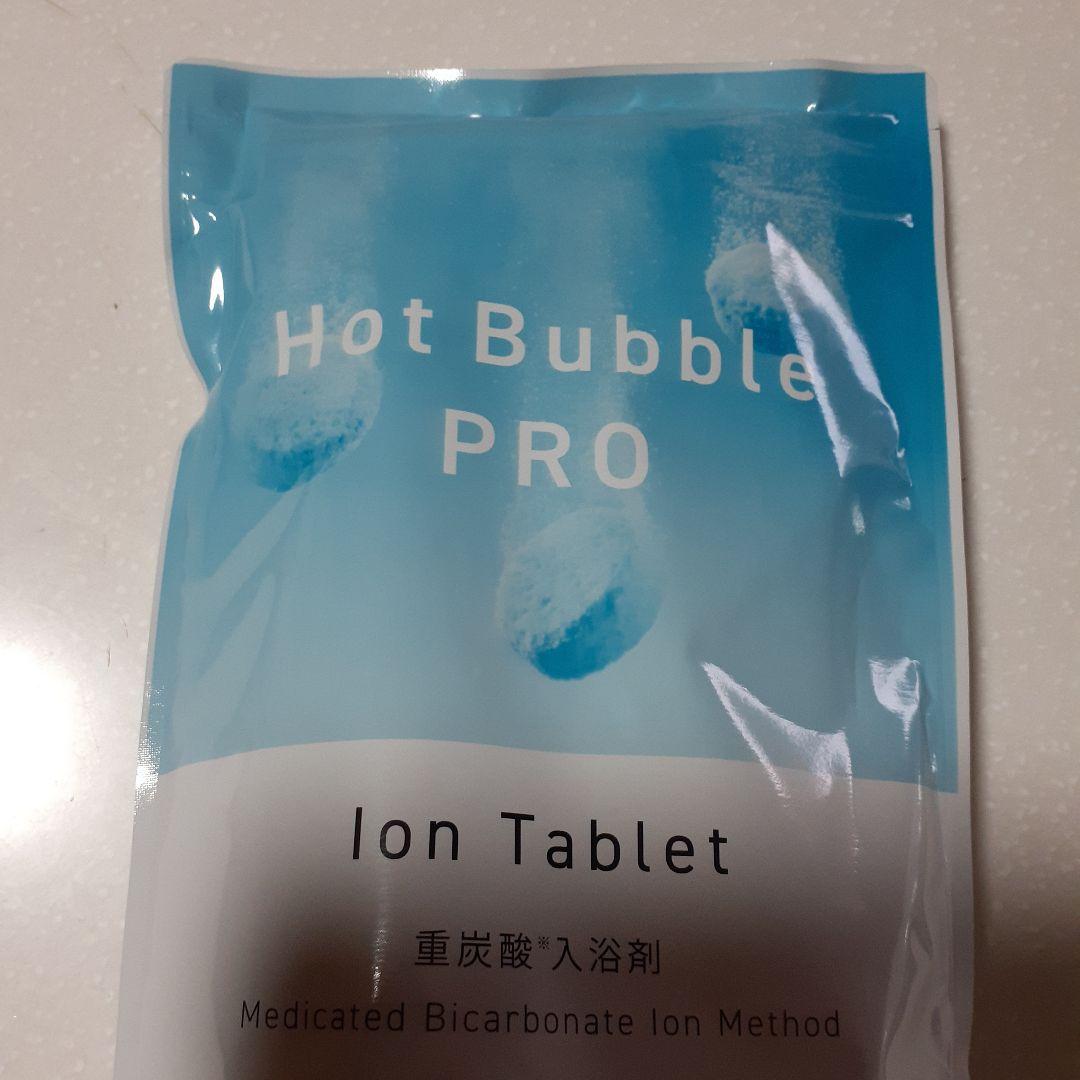 Hot Bubble
PRO
Ion Tablet
重炭酸※入浴剤
Medicated Bicarbonate Ion Method